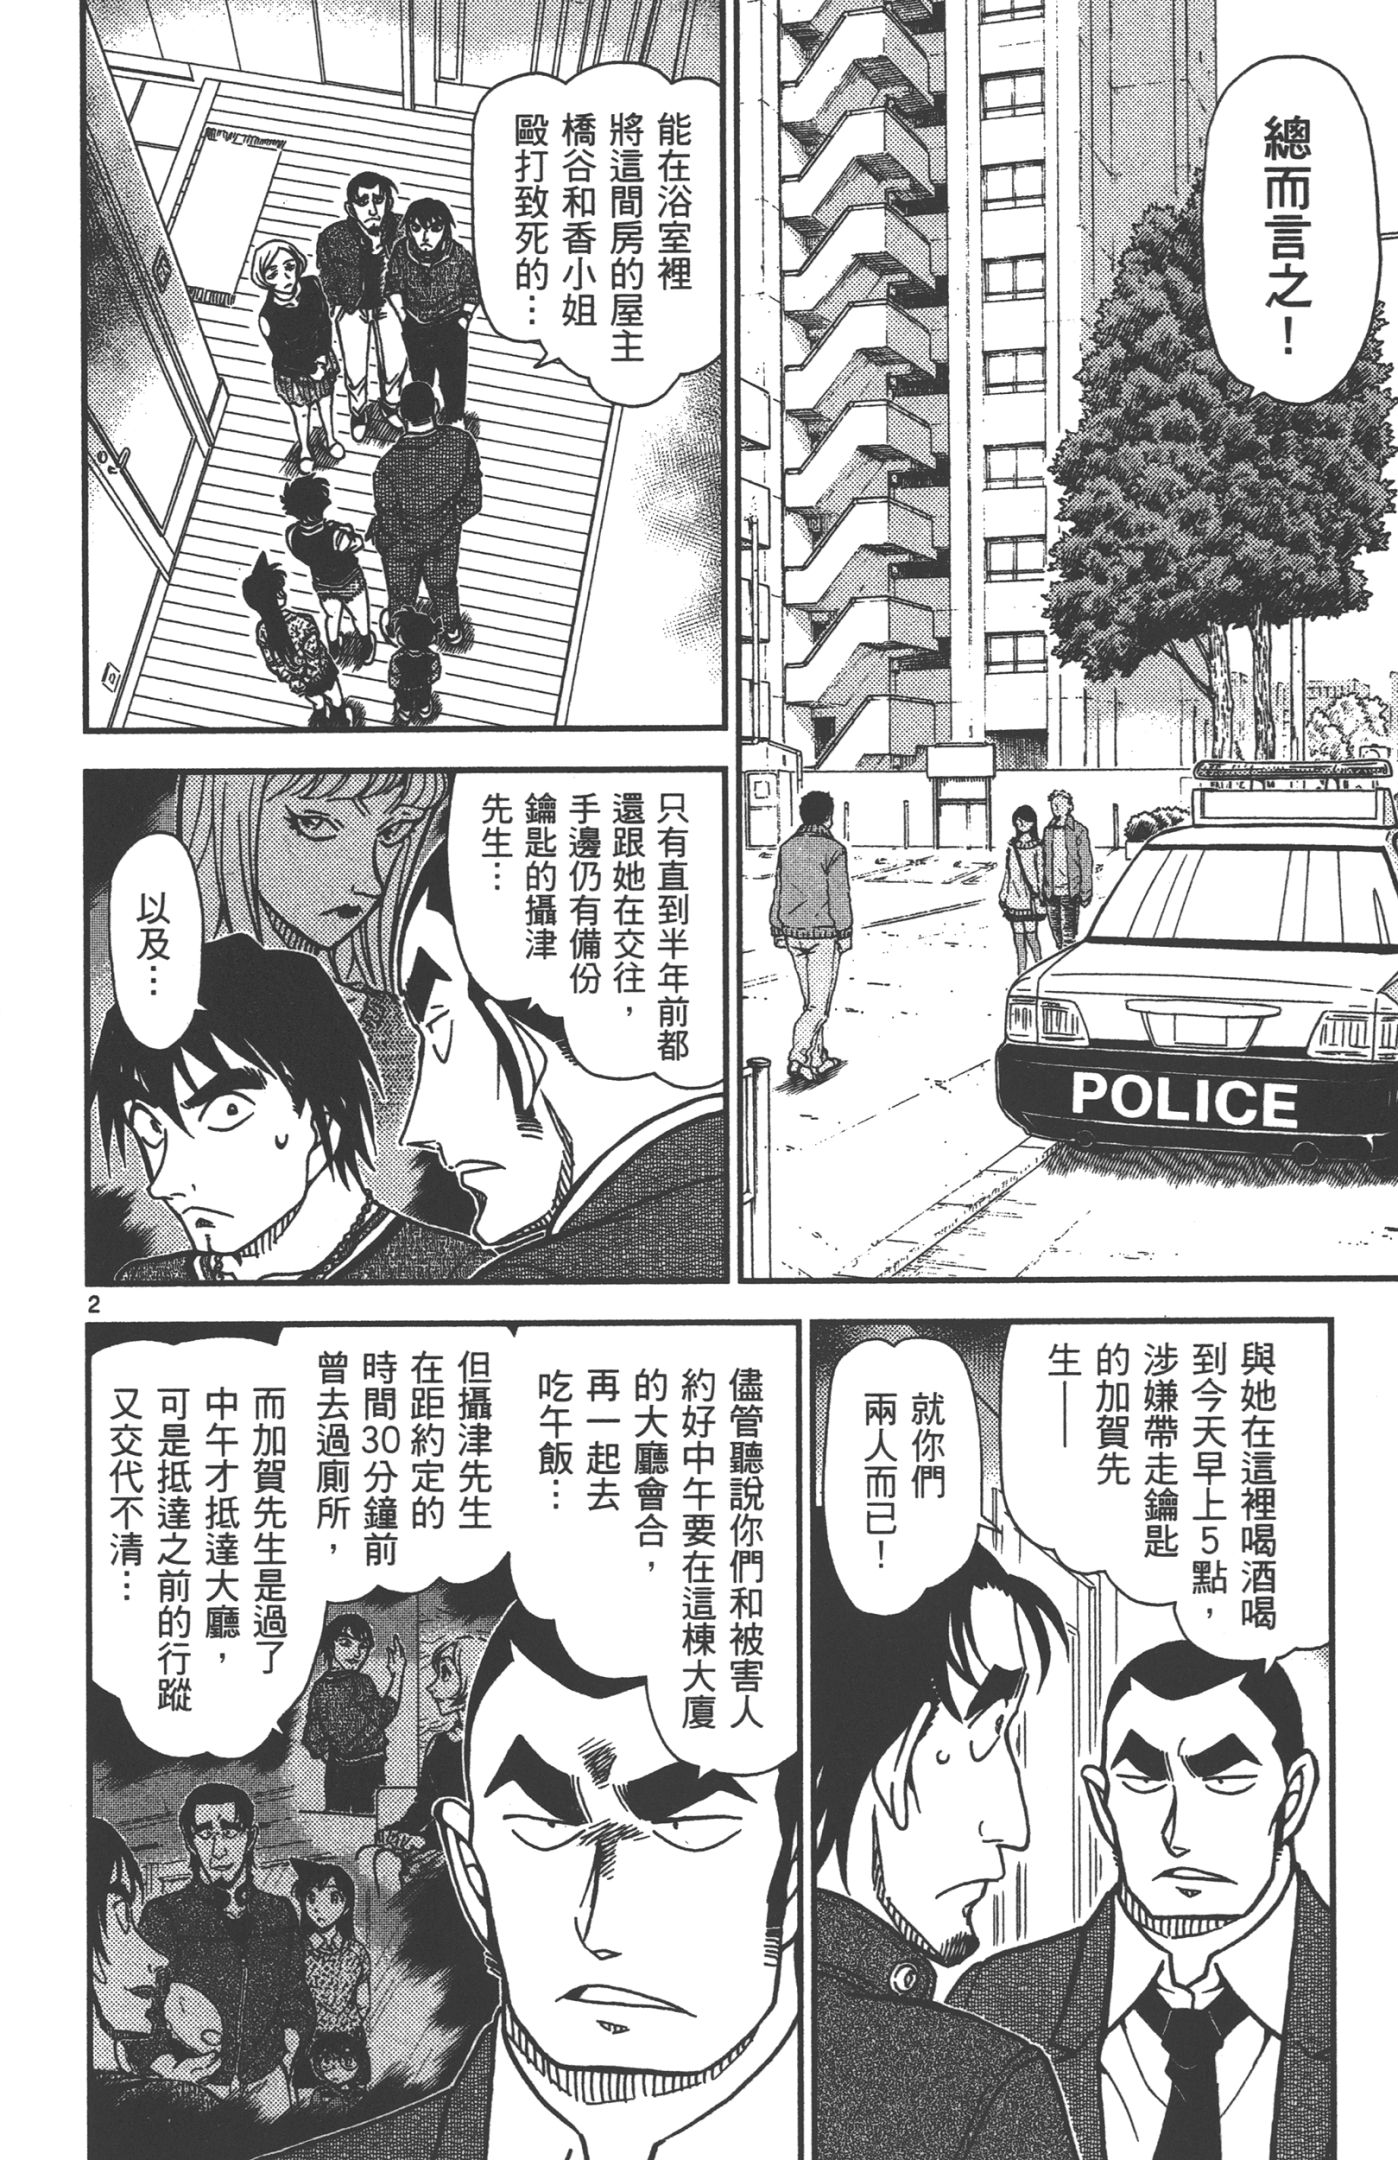 總而言之！
POLICE
能在浴室裡
將這間房的屋主
橋谷和香小姐
毆打致死的…
只有直到半年前都
還跟她在交往，
手邊仍有備份
鑰匙的攝津
先生…
以及…
2
與她在這裡喝酒喝
到今天早上5點，
涉嫌帶走鑰匙
的加賀先
生——
就你們
兩人而已！
儘管聽說你們和被害人
約好中午要在這棟大廈
的大廳會合，
再一起去
吃午飯…
但攝津先生
在距約定的
時間30分鐘前
曾去過廁所，
而加賀先生是過了
中午才抵達大廳，
可是抵達之前的行蹤
又交代不清…